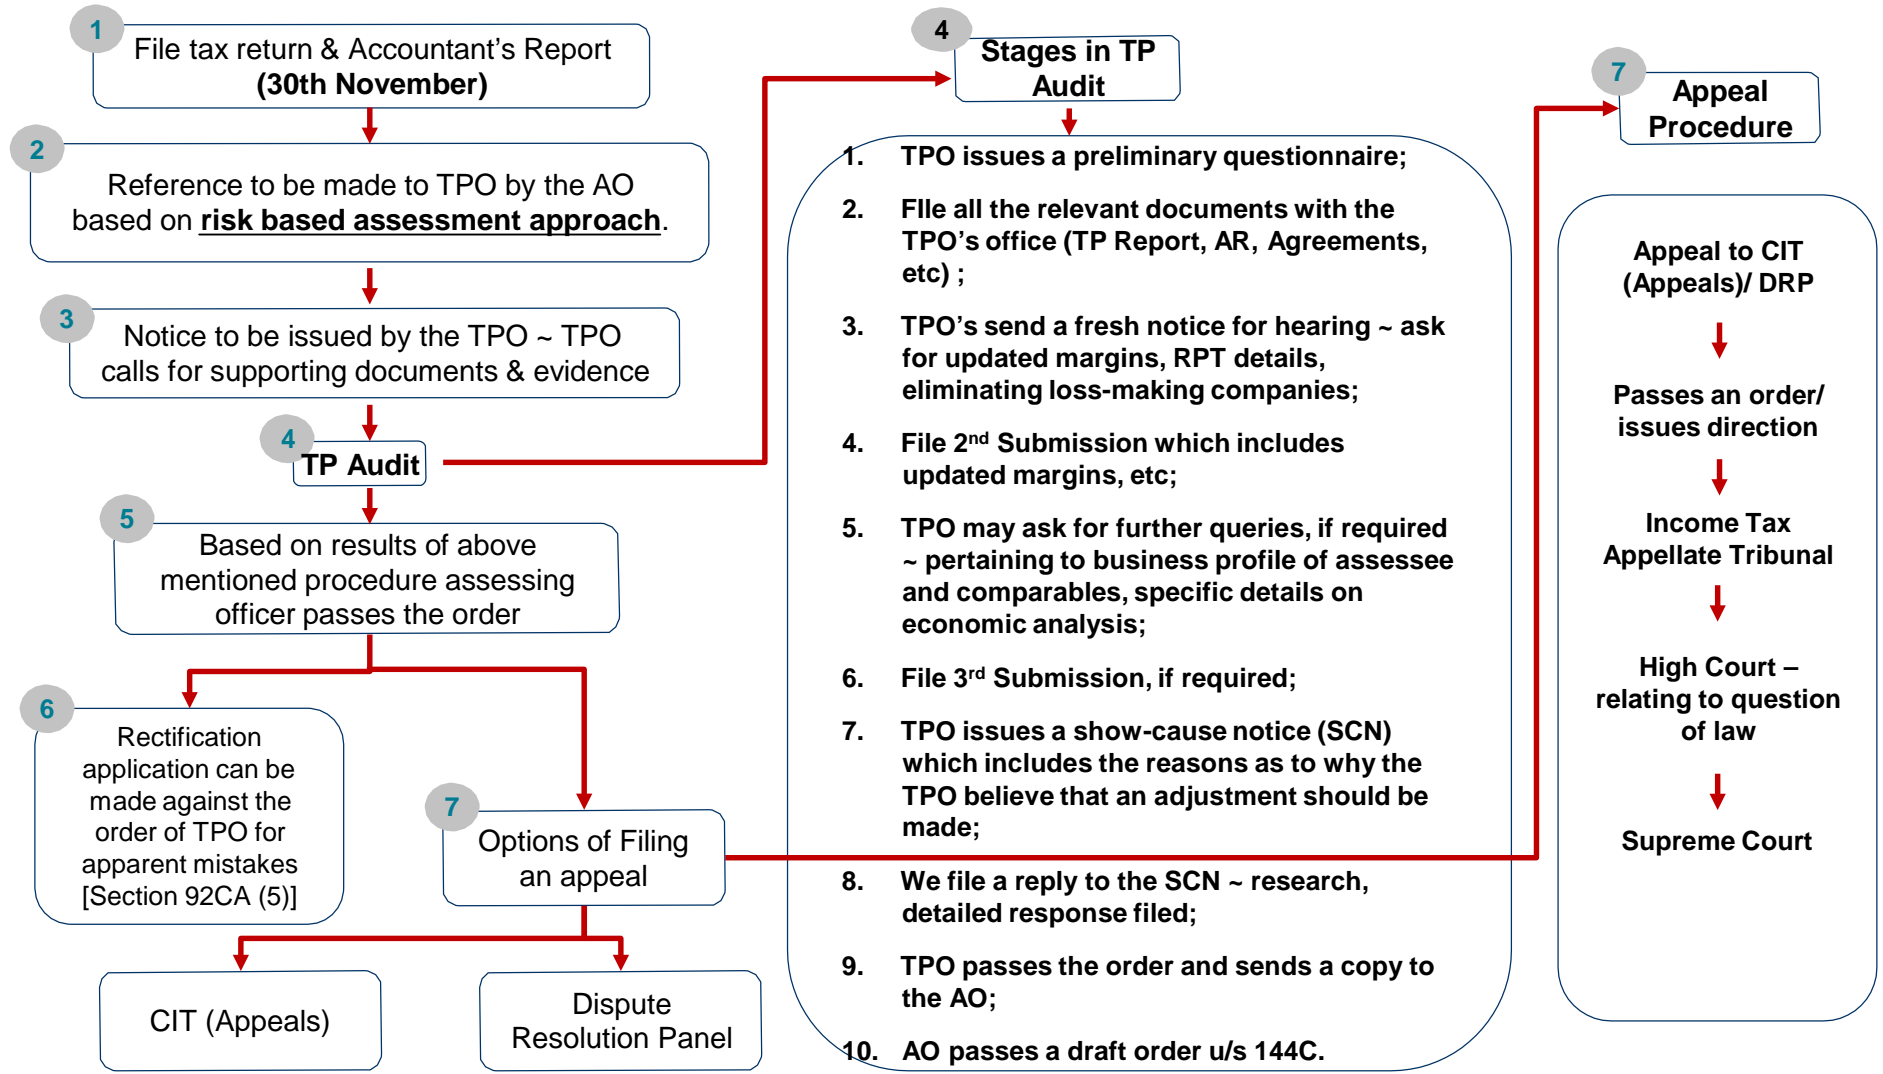 1
File tax return & Accountant's Report
(30th November)
2
Reference to be made to TPO by the AO
based on risk based assessment approach.
3
Notice to be issued by the TPO ~ TPO
calls for supporting documents & evidence
4
TP Audit
5
Based on results of above
mentioned procedure assessing
officer passes the order
6
Rectification
application can be
made against the
order of TPO for
apparent mistakes
[Section 92CA (5)]
7
Options of Filing
an appeal
CIT (Appeals)
Dispute
Resolution Panel
4
Stages in TP
Audit
1. TPO issues a preliminary questionnaire;
2. FIle all the relevant documents with the
TPO's office (TP Report, AR, Agreements,
etc) ;
3. TPO's send a fresh notice for hearing ~ ask
for updated margins, RPT details,
eliminating loss-making companies;
4. File 2nd Submission which includes
updated margins, etc;
5. TPO may ask for further queries, if required
~ pertaining to business profile of assessee
and comparables, specific details on
economic analysis;
6. File 3rd Submission, if required;
7. TPO issues a show-cause notice (SCN)
which includes the reasons as to why the
TPO believe that an adjustment should be
made;
8. We file a reply to the SCN ~ research,
detailed response filed;
9. TPO passes the order and sends a copy to
the AO;
10. AO passes a draft order u/s 144C.
7
Appeal
Procedure
Appeal to CIT
(Appeals)/ DRP
Passes an order/
issues direction
Income Tax
Appellate Tribunal
High Court –
relating to question
of law
Supreme Court